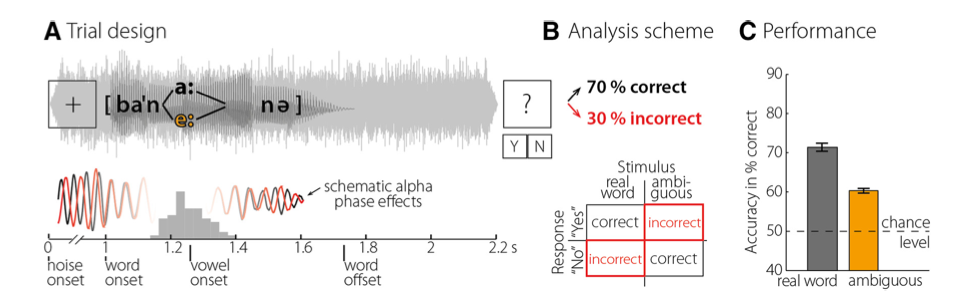 A Trial design
+
[ ba'n
a:
e:
nə ]
?
Y N
schematic alpha
phase effects
0 1 1.2 1.4 1.6 1.8 2 2.2 s
noise
onset
word
onset
vowel
onset
word
offset
B Analysis scheme
70 % correct
30 % incorrect
Stimulus
real
word
ambi-
guous
Response
"Yes"
"No"
correct incorrect
incorrect correct
C Performance
Accuracy in % correct
90
80
70
60
50
40
chance
level
real word ambiguous